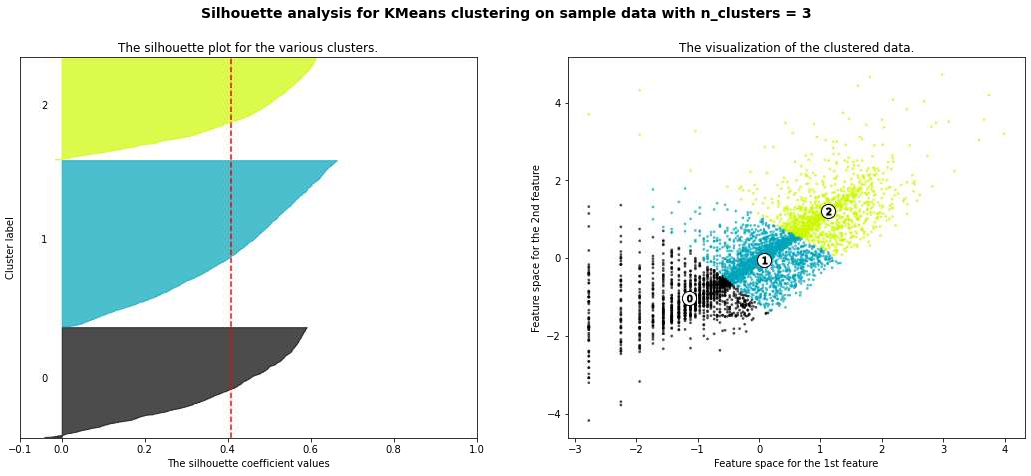 Silhouette analysis for KMeans clustering on sample data with n_clusters = 3
The silhouette plot for the various clusters.
Cluster label
2
1
0
−0.1 0.0 0.2 0.4 0.6 0.8 1.0
The silhouette coefficient values
The visualization of the clustered data.
Feature space for the 2nd feature
4
2
0
−2
−4
2
1
0
−3 −2 −1 0 1 2 3 4
Feature space for the 1st feature